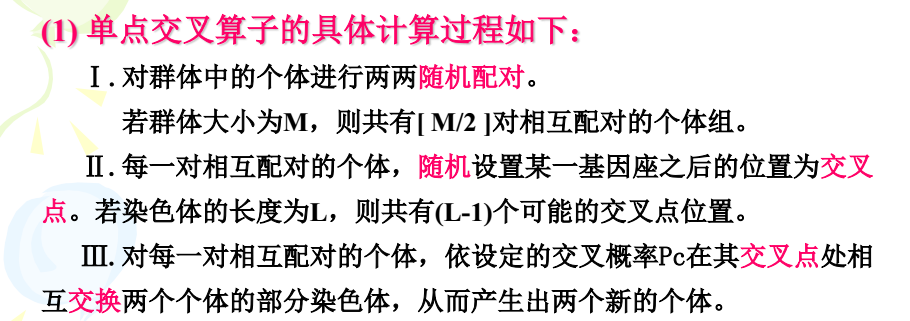 (1) 单点交叉算子的具体计算过程如下：
Ⅰ. 对群体中的个体进行两两随机配对。
若群体大小为M，则共有[ M/2 ]对相互配对的个体组。
Ⅱ. 每一对相互配对的个体，随机设置某一基因座之后的位置为交叉
点。若染色体的长度为L，则共有(L-1)个可能的交叉点位置。
Ⅲ. 对每一对相互配对的个体，依设定的交叉概率Pc在其交叉点处相
互交换两个个体的部分染色体，从而产生出两个新的个体。